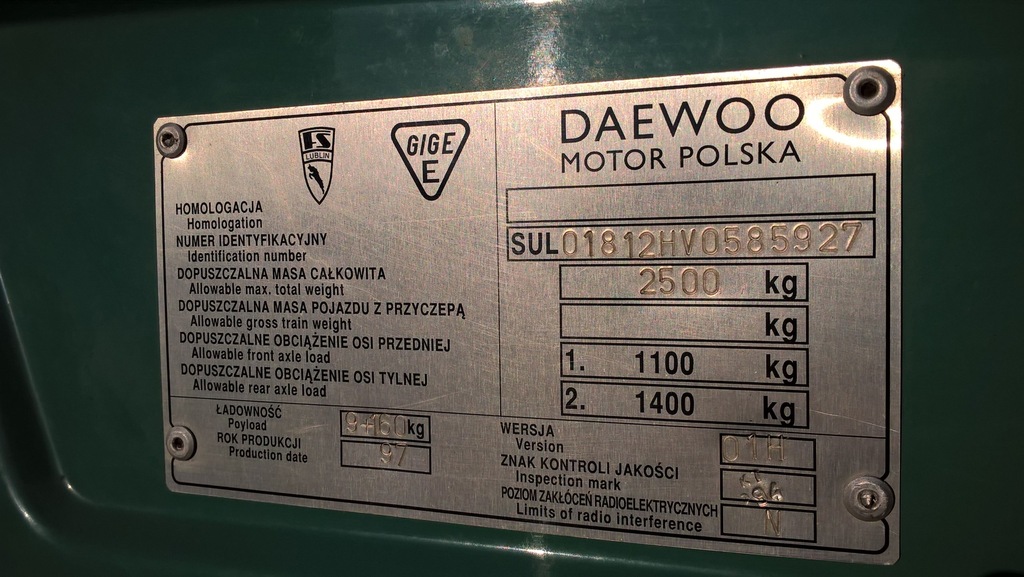 FS
LUBLIN
GIGE
E
DAEWOO
MOTOR POLSKA
HOMOLOGACJA
Homologation
NUMER IDENTYFIKACYJNY
Identification number
SUL01812HV0585927
DOPUSZCZALNA MASA CAŁKOWITA
Allowable max. total weight
2500 kg
DOPUSZCZALNA MASA POJAZDU Z PRZYCZEPĄ
Allowable gross train weight
kg
DOPUSZCZALNE OBCIĄŻENIE OSI PRZEDNIEJ
Allowable front axle load
1. 1100 kg
DOPUSZCZALNE OBCIĄŻENIE OSI TYLNEJ
Allowable rear axle load
2. 1400 kg
ŁADOWNOŚĆ
Poyload
9+160kg
ROK PRODUKCJI
Production date
97
WERSJA
Version
01H
ZNAK KONTROLI JAKOŚCI
Inspection mark
POZIOM ZAKŁÓCEŃ RADIOELEKTRYCZNYCH
Limits of radio interference
N